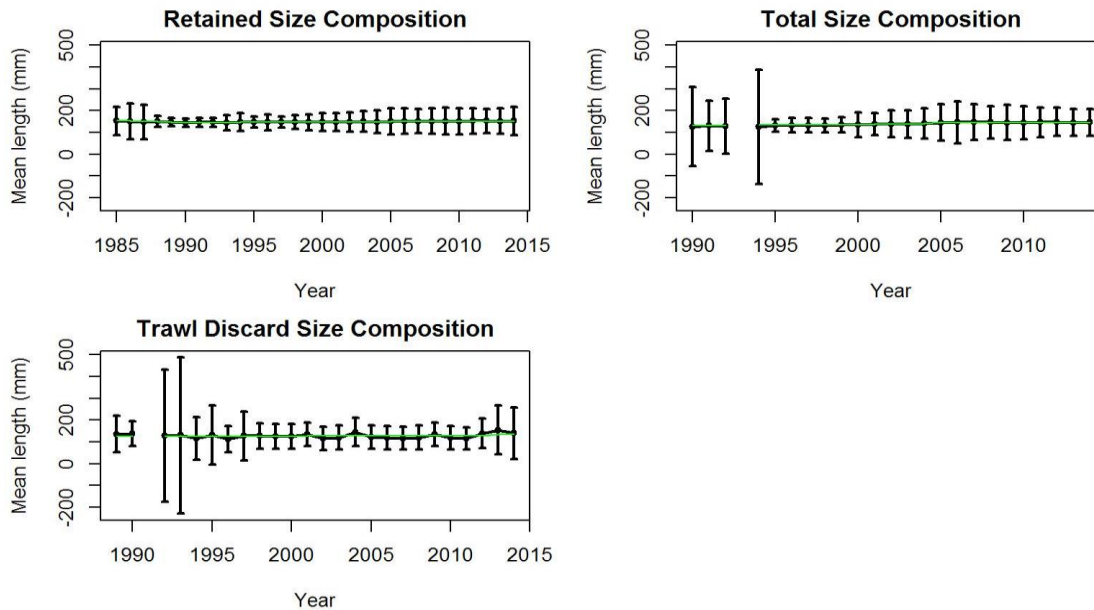 Retained Size Composition
Mean length (mm)
500
200
0
-200
1985 1990 1995 2000 2005 2010 2015
Year
Total Size Composition
Mean length (mm)
500
200
0
-200
1990 1995 2000 2005 2010
Year
Trawl Discard Size Composition
Mean length (mm)
500
200
0
-200
1990 1995 2000 2005 2010 2015
Year